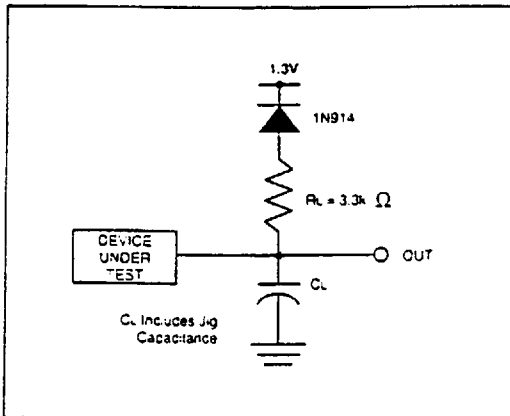 1.3V
1N914
RL = 3.3k Ω
DEVICE
UNDER
TEST
OUT
CL
CL Includes Jig
Capacitance